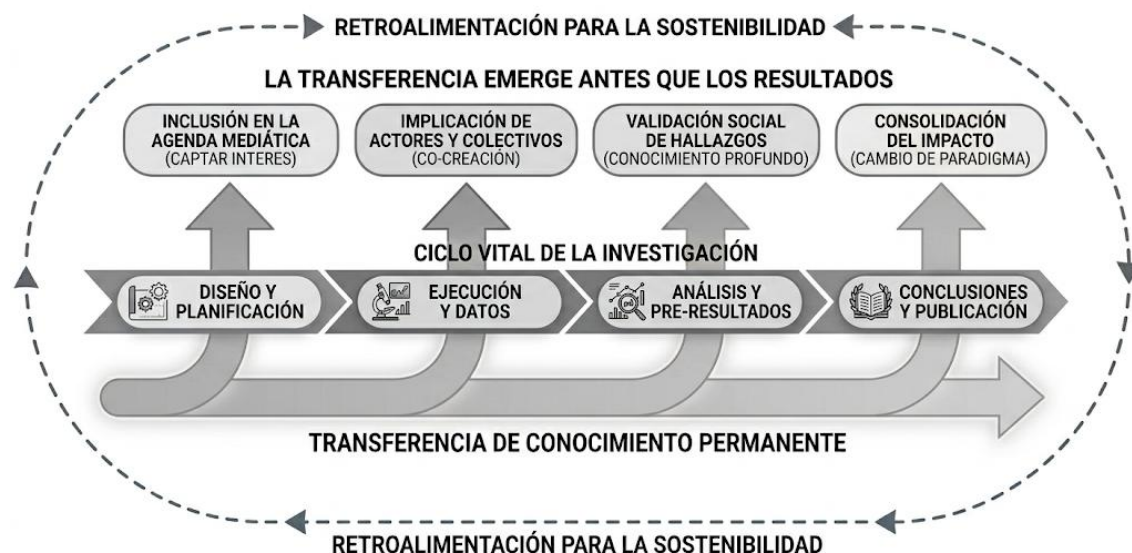 RETROALIMENTACIÓN PARA LA SOSTENIBILIDAD
LA TRANSFERENCIA EMERGE ANTES QUE LOS RESULTADOS
INCLUSIÓN EN LA
AGENDA MEDIÁTICA
(CAPTAR INTERES)
IMPLICACIÓN DE
ACTORES Y COLECTIVOS
(CO-CREACIÓN)
VALIDACIÓN SOCIAL
DE HALLAZGOS
(CONOCIMIENTO PROFUNDO)
CONSOLIDACIÓN
DEL IMPACTO
(CAMBIO DE PARADIGMA)
CICLO VITAL DE LA INVESTIGACIÓN
DISEÑO Y
PLANIFICACIÓN
EJECUCIÓN
Y DATOS
ANÁLISIS Y
PRE-RESULTADOS
CONCLUSIONES
Y PUBLICACIÓN
TRANSFERENCIA DE CONOCIMIENTO PERMANENTE
RETROALIMENTACIÓN PARA LA SOSTENIBILIDAD